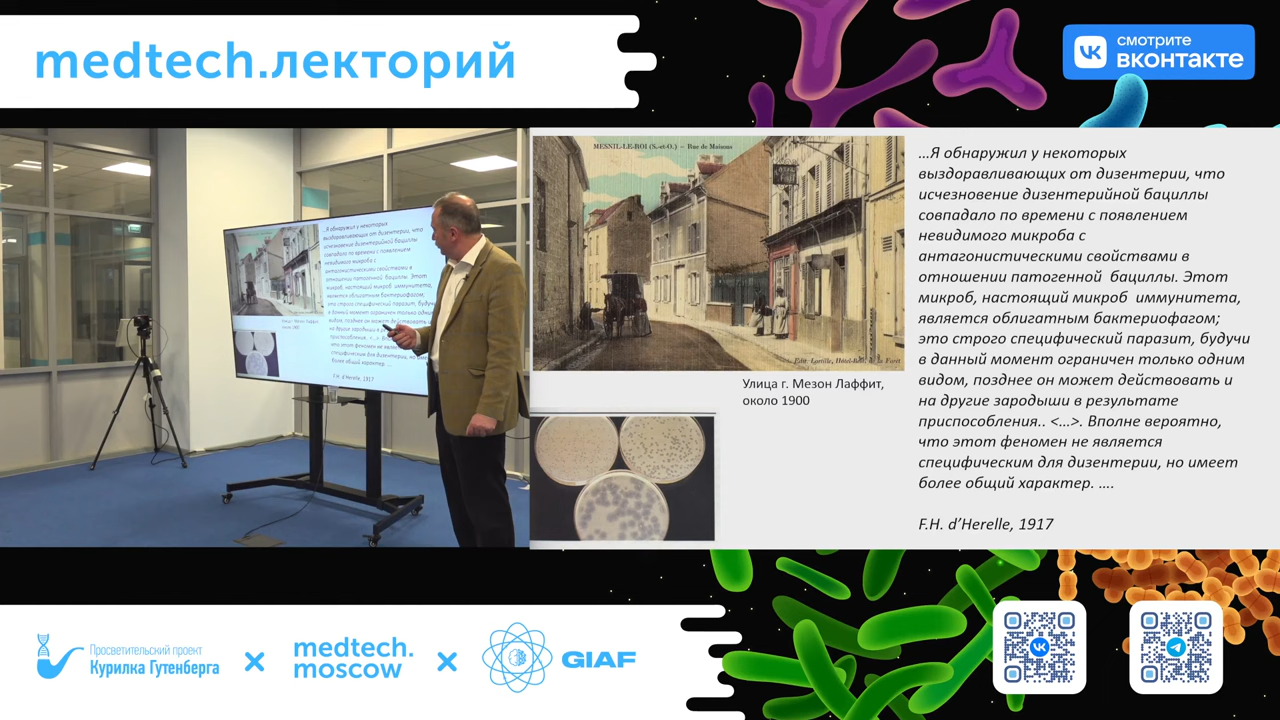 medtech.лекторий
смотрите
вконтакте
MESNIL-LE-ROI (S.-et-O.) — Rue de Maisons
Улица г. Мезон Лаффит,
около 1900
…Я обнаружил у некоторых
выздоравливающих от дизентерии, что
исчезновение дизентерийной бациллы
совпадало по времени с появлением
невидимого микроба с
антагонистическими свойствами в
отношении патогенной бациллы. Этот
микроб, настоящий микроб иммунитета,
является облигатным бактериофагом;
это строго специфический паразит, будучи
в данный момент ограничен только одним
видом, позднее он может действовать и
на другие зародыши в результате
приспособления.. <…>. Вполне вероятно,
что этот феномен не является
специфическим для дизентерии, но имеет
более общий характер. ….
F.H. d’Herelle, 1917
Просветительский проект
Курилка Гутенберга
medtech.
moscow
GIAF